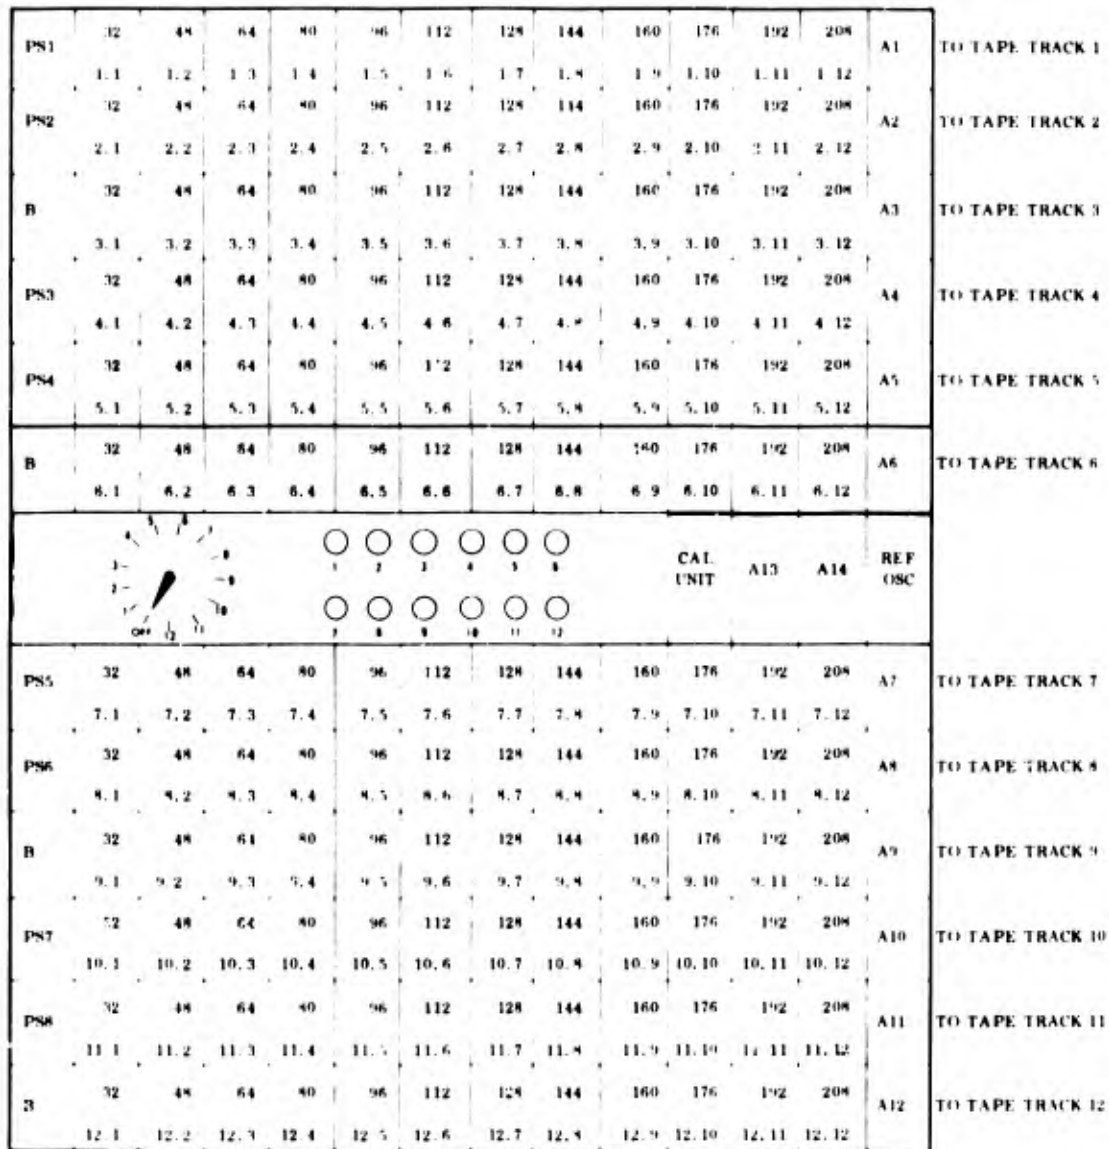 PS1 32 48 64 80 96 112 128 144 160 176 192 208 A1 TO TAPE TRACK 1
1.1 1.2 1.3 1.4 1.5 1.6 1.7 1.8 1.9 1.10 1.11 1.12
PS2 32 48 64 80 96 112 128 144 160 176 192 208 A2 TO TAPE TRACK 2
2.1 2.2 2.3 2.4 2.5 2.6 2.7 2.8 2.9 2.10 2.11 2.12
B 32 48 64 80 96 112 128 144 160 176 192 208 A3 TO TAPE TRACK 3
3.1 3.2 3.3 3.4 3.5 3.6 3.7 3.8 3.9 3.10 3.11 3.12
PS3 32 48 64 80 96 112 128 144 160 176 192 208 A4 TO TAPE TRACK 4
4.1 4.2 4.3 4.4 4.5 4.6 4.7 4.8 4.9 4.10 4.11 4.12
PS4 32 48 64 80 96 112 128 144 160 176 192 208 A5 TO TAPE TRACK 5
5.1 5.2 5.3 5.4 5.5 5.6 5.7 5.8 5.9 5.10 5.11 5.12
B 32 48 64 80 96 112 128 144 160 176 192 208 A6 TO TAPE TRACK 6
6.1 6.2 6.3 6.4 6.5 6.6 6.7 6.8 6.9 6.10 6.11 6.12
OFF 1 2 3 4 5 6 7 8 9 10 11 12
1 2 3 4 5 6
7 8 9 10 11 12
CAL UNIT A13 A14 REF OSC
PS5 32 48 64 80 96 112 128 144 160 176 192 208 A7 TO TAPE TRACK 7
7.1 7.2 7.3 7.4 7.5 7.6 7.7 7.8 7.9 7.10 7.11 7.12
PS6 32 48 64 80 96 112 128 144 160 176 192 208 A8 TO TAPE TRACK 8
8.1 8.2 8.3 8.4 8.5 8.6 8.7 8.8 8.9 8.10 8.11 8.12
B 32 48 64 80 96 112 128 144 160 176 192 208 A9 TO TAPE TRACK 9
9.1 9.2 9.3 9.4 9.5 9.6 9.7 9.8 9.9 9.10 9.11 9.12
PS7 32 48 64 80 96 112 128 144 160 176 192 208 A10 TO TAPE TRACK 10
10.1 10.2 10.3 10.4 10.5 10.6 10.7 10.8 10.9 10.10 10.11 10.12
PS8 32 48 64 80 96 112 128 144 160 176 192 208 A11 TO TAPE TRACK 11
11.1 11.2 11.3 11.4 11.5 11.6 11.7 11.8 11.9 11.10 11.11 11.12
B 32 48 64 80 96 112 128 144 160 176 192 208 A12 TO TAPE TRACK 12
12.1 12.2 12.3 12.4 12.5 12.6 12.7 12.8 12.9 12.10 12.11 12.12